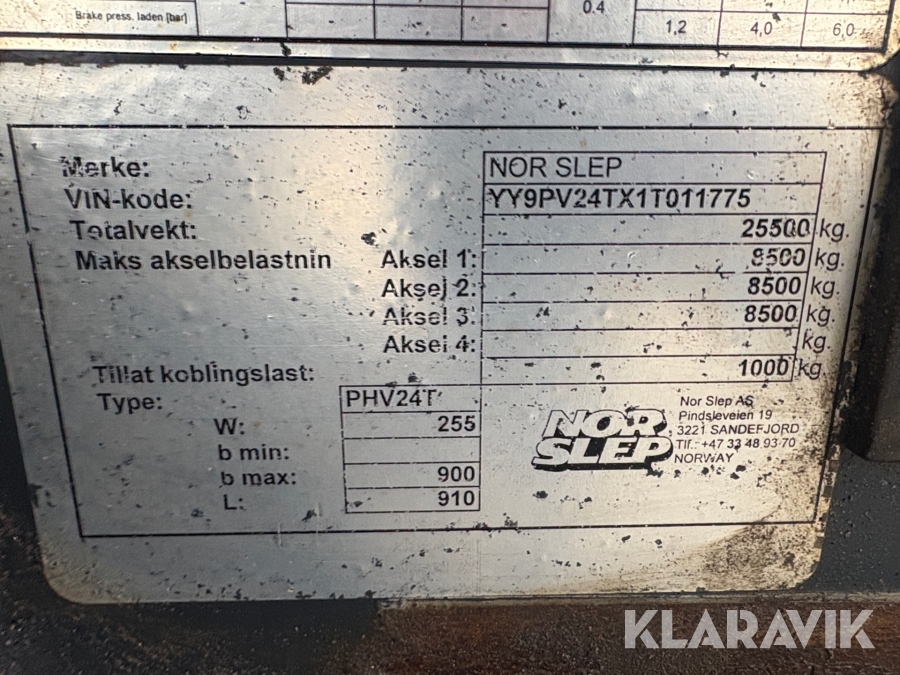 0.4
Brake press. laden [bar]
1,2 4,0 6,0
Merke: NOR SLEP
VIN-kode: YY9PV24TX1T011775
Totalvekt: 25500 kg.
Maks akselbelastnin Aksel 1: 8500 kg.
Aksel 2: 8500 kg.
Aksel 3: 8500 kg.
Aksel 4: kg.
Tillat koblingslast: 1000 kg.
Type: PHV24T
W: 255
b min:
b max: 900
L: 910
NOR
SLEP
Nor Slep AS
Pindsleveien 19
3221 SANDEFJORD
Tlf.: +47 33 48 93 70
NORWAY
KLARAVIK